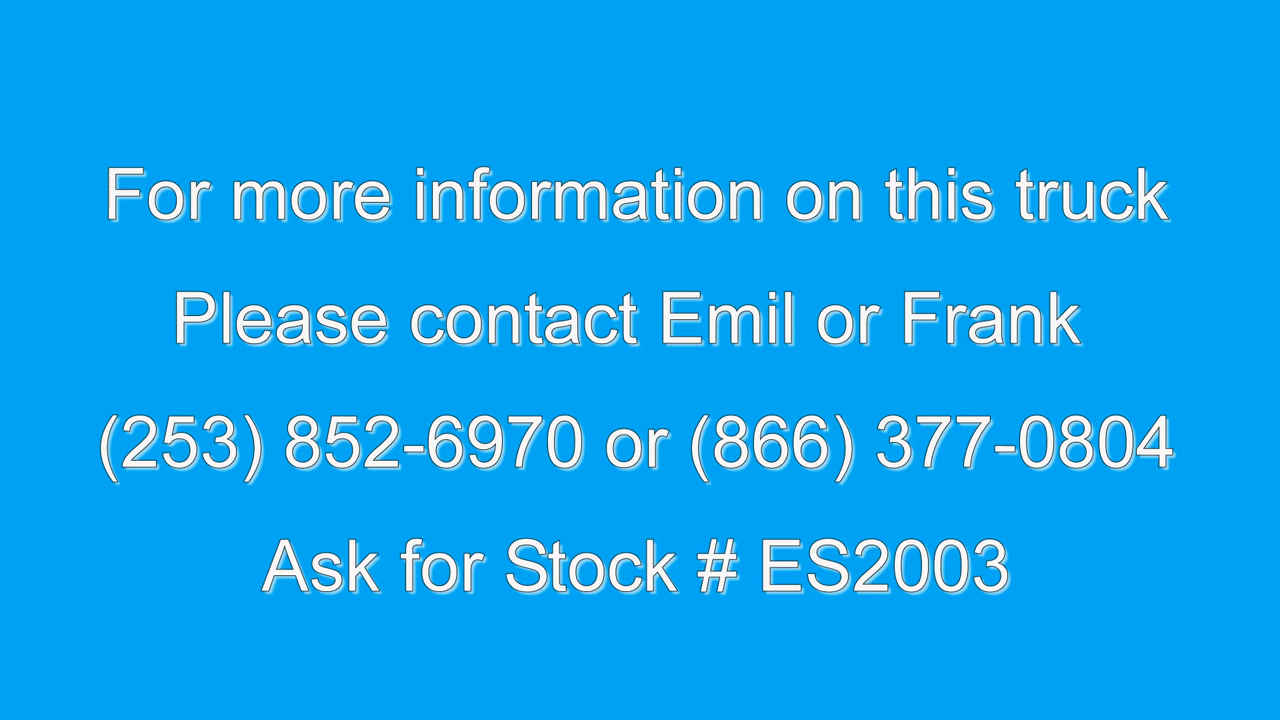 For more information on this truck
Please contact Emil or Frank
(253) 852-6970 or (866) 377-0804
Ask for Stock # ES2003